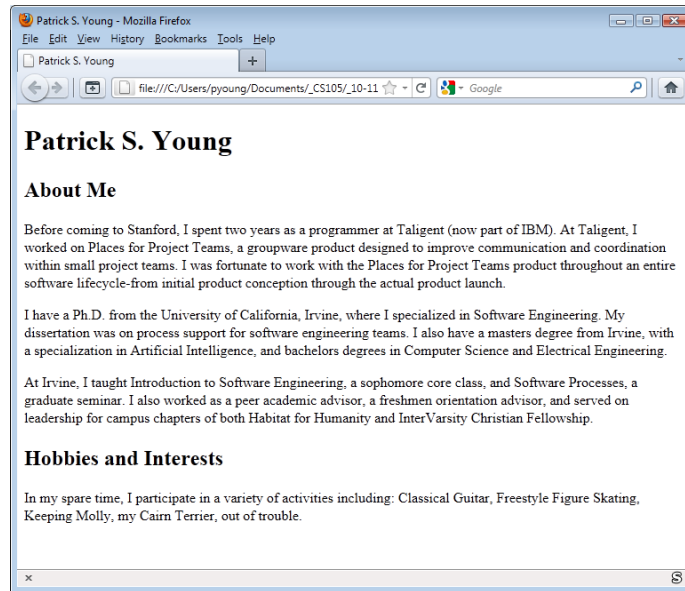 Patrick S. Young - Mozilla Firefox
File Edit View History Bookmarks Tools Help
Patrick S. Young
file:///C:/Users/pyoung/Documents/_CS105/_10-11
Google
Patrick S. Young
About Me
Before coming to Stanford, I spent two years as a programmer at Taligent (now part of IBM). At Taligent, I
worked on Places for Project Teams, a groupware product designed to improve communication and coordination
within small project teams. I was fortunate to work with the Places for Project Teams product throughout an entire
software lifecycle-from initial product conception through the actual product launch.
I have a Ph.D. from the University of California, Irvine, where I specialized in Software Engineering. My
dissertation was on process support for software engineering teams. I also have a masters degree from Irvine, with
a specialization in Artificial Intelligence, and bachelors degrees in Computer Science and Electrical Engineering.
At Irvine, I taught Introduction to Software Engineering, a sophomore core class, and Software Processes, a
graduate seminar. I also worked as a peer academic advisor, a freshmen orientation advisor, and served on
leadership for campus chapters of both Habitat for Humanity and InterVarsity Christian Fellowship.
Hobbies and Interests
In my spare time, I participate in a variety of activities including: Classical Guitar, Freestyle Figure Skating,
Keeping Molly, my Cairn Terrier, out of trouble.